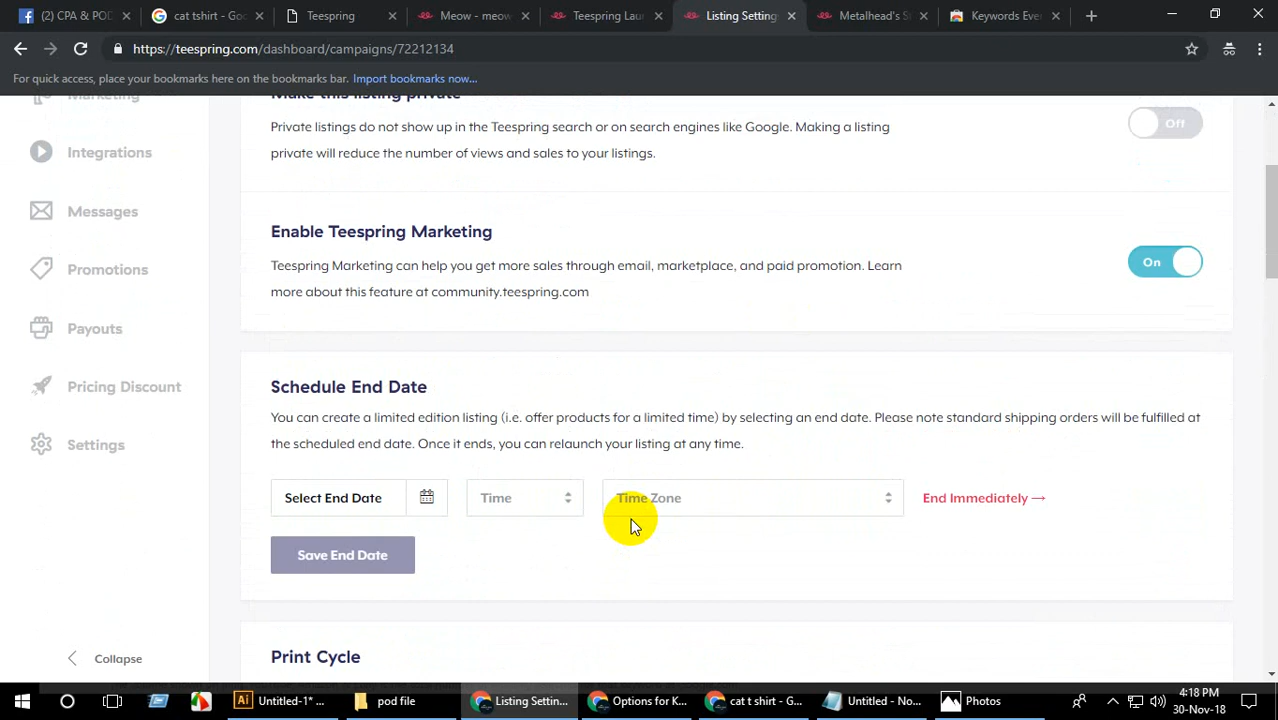 (2) CPA & POD
cat tshirt - Goo
Teespring
Meow - meow
Teespring Lau
Listing Settings
Metalhead's S
Keywords Eve
https://teespring.com/dashboard/campaigns/72212134
For quick access, place your bookmarks here on the bookmarks bar. Import bookmarks now...
Marketing
Make this listing private
Private listings do not show up in the Teespring search or on search engines like Google. Making a listing
private will reduce the number of views and sales to your listings.
Off
Integrations
Messages
Promotions
Payouts
Pricing Discount
Settings
Collapse
Enable Teespring Marketing
Teespring Marketing can help you get more sales through email, marketplace, and paid promotion. Learn
more about this feature at community.teespring.com
On
Schedule End Date
You can create a limited edition listing (i.e. offer products for a limited time) by selecting an end date. Please note standard shipping orders will be fulfilled at
the scheduled end date. Once it ends, you can relaunch your listing at any time.
Select End Date
Time
Time Zone
End Immediately →
Save End Date
Print Cycle
Untitled-1* ...
pod file
Listing Settin...
Options for K...
cat t shirt - G...
Untitled - No...
Photos
4:18 PM
30-Nov-18